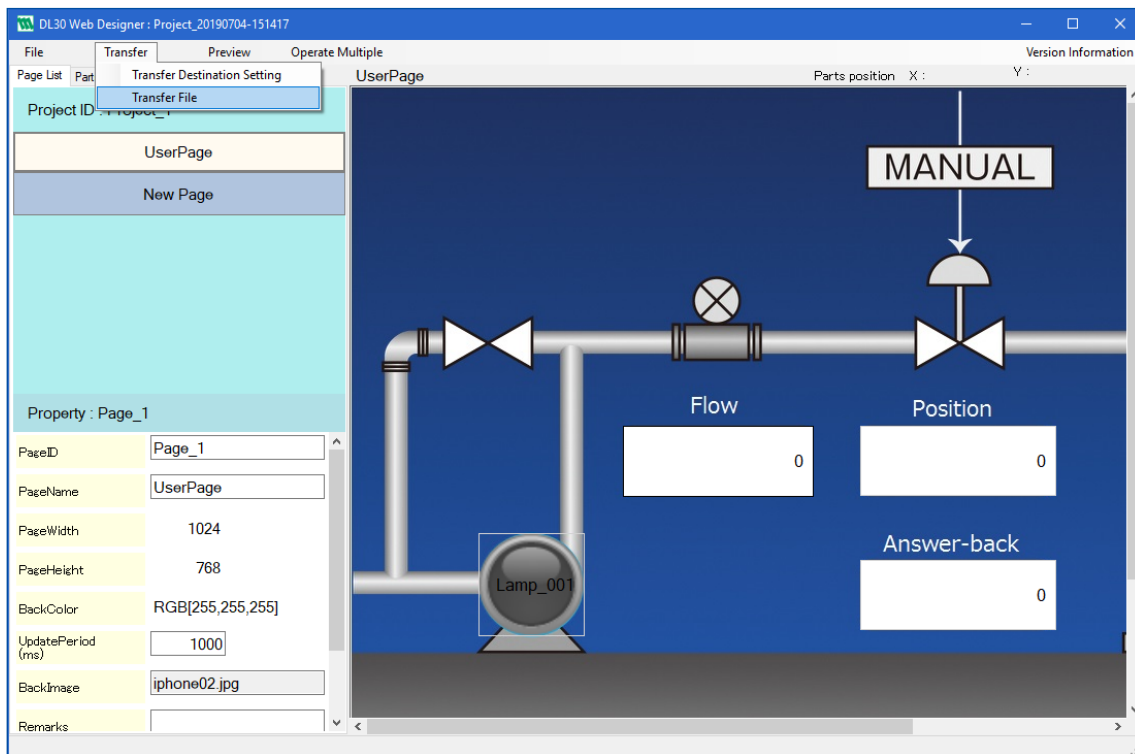 DL30 Web Designer : Project_20190704-151417
File Transfer Preview Operate Multiple Version Information
Page List Part UserPage Parts position X : Y :
Transfer Destination Setting
Transfer File
Project ID : Project_1
UserPage
New Page
MANUAL
Flow Position
0 0
Answer-back
0
Lamp_001
Property : Page_1
PageID Page_1
PageName UserPage
PageWidth 1024
PageHeight 768
BackColor RGB[255,255,255]
UpdatePeriod
(ms) 1000
BackImage iphone02.jpg
Remarks